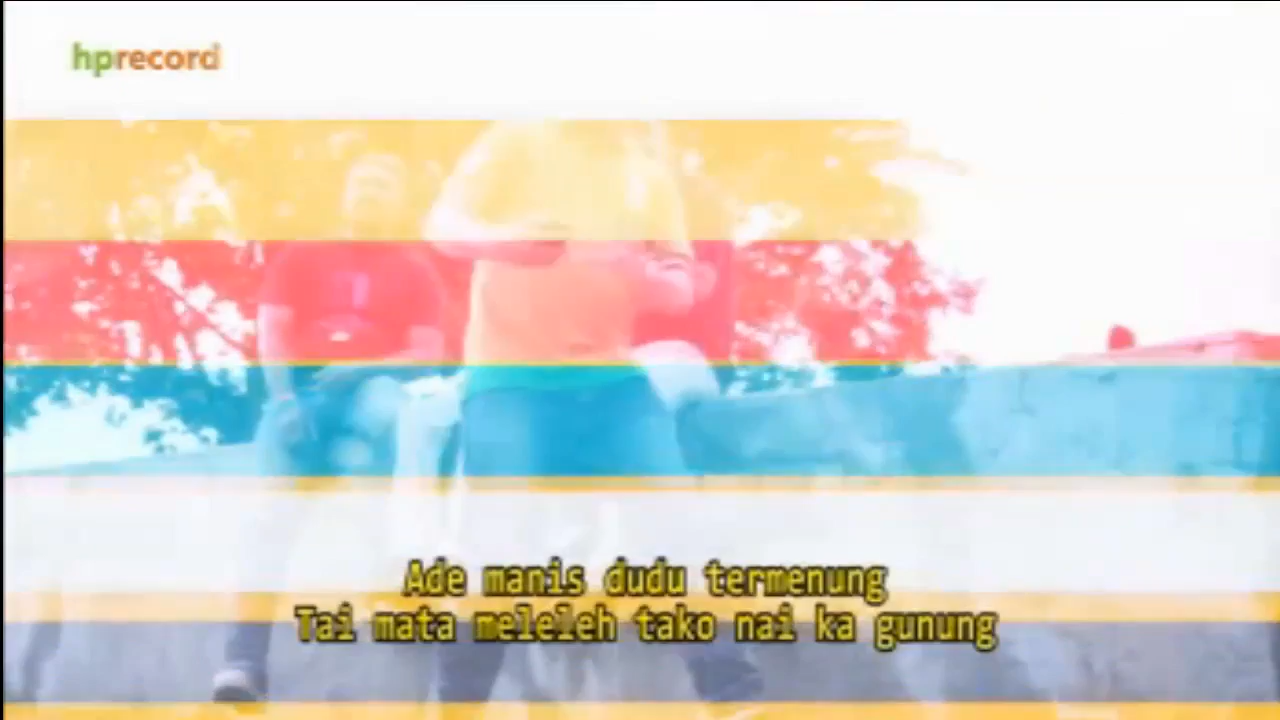 hprecord
Ade manis dudu termenung
Tai mata meleleh tako nai ka gunung